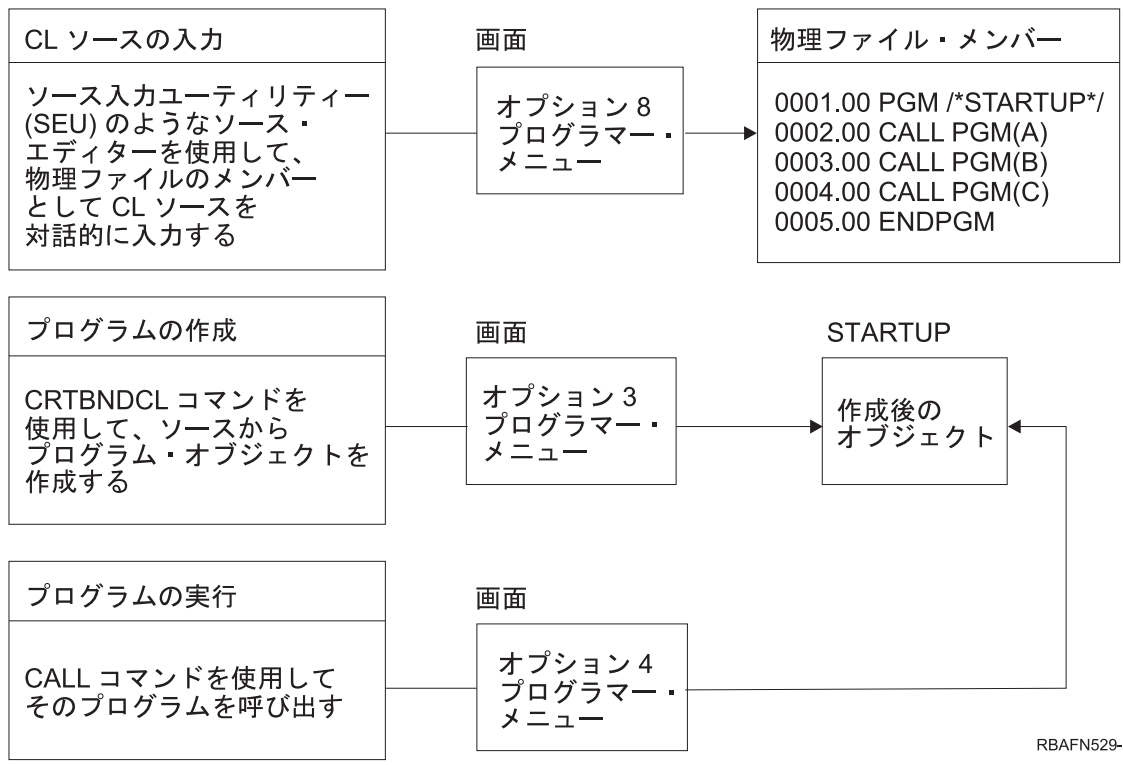 CL ソースの入力
ソース入力ユーティリティー
(SEU) のようなソース・
エディターを使用して、
物理ファイルのメンバー
として CL ソースを
対話的に入力する
画面
オプション 8
プログラマー・
メニュー
物理ファイル・メンバー
0001.00 PGM /*STARTUP*/
0002.00 CALL PGM(A)
0003.00 CALL PGM(B)
0004.00 CALL PGM(C)
0005.00 ENDPGM
プログラムの作成
CRTBNDCL コマンドを
使用して、ソースから
プログラム・オブジェクトを
作成する
画面
オプション 3
プログラマー・
メニュー
STARTUP
作成後の
オブジェクト
プログラムの実行
CALL コマンドを使用して
そのプログラムを呼び出す
画面
オプション 4
プログラマー・
メニュー
RBAFN529-